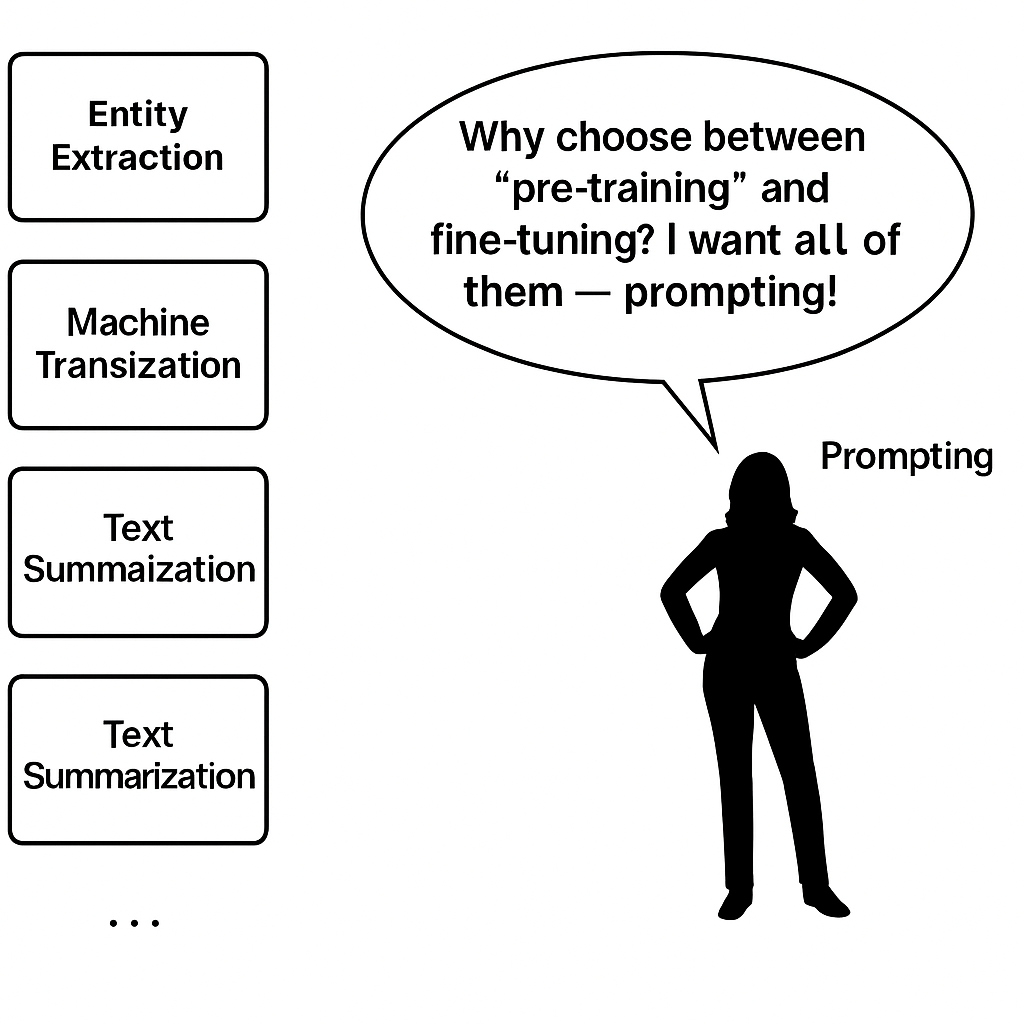 Entity
Extraction
Machine
Transization
Text
Summaization
Text
Summarization
...
Why choose between
“pre-training” and
fine-tuning? I want all of
them — prompting!
Prompting